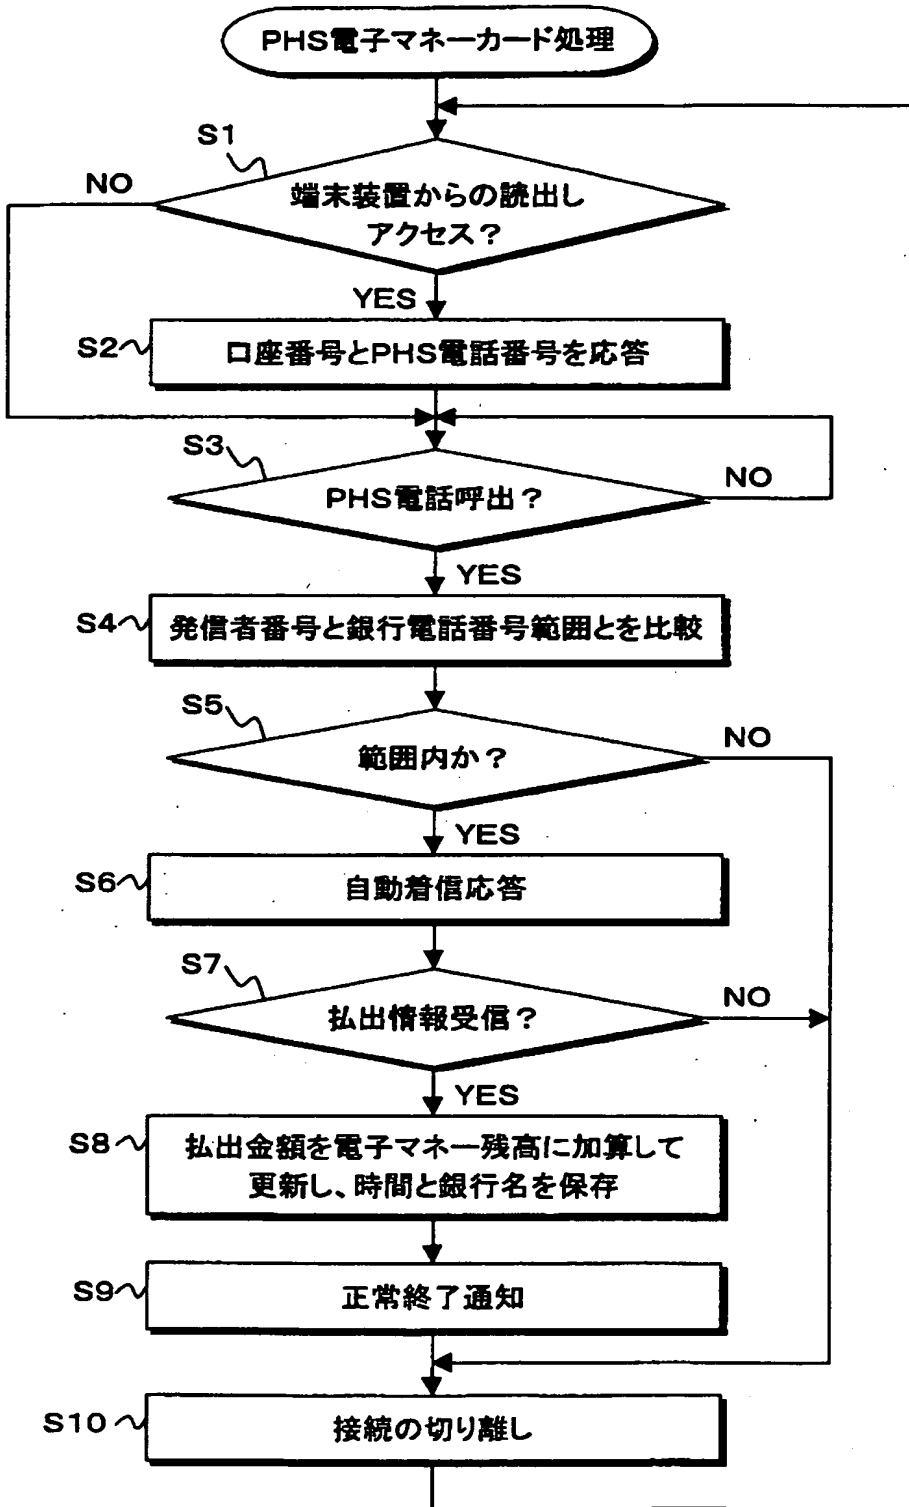 PHS電子マネーカード処理
S1
NO
端末装置からの読出し
アクセス？
YES
S2
口座番号とPHS電話番号を応答
S3
NO
PHS電話呼出？
YES
S4
発信者番号と銀行電話番号範囲とを比較
S5
NO
範囲内か？
YES
S6
自動着信応答
S7
NO
払出情報受信？
YES
S8
払出金額を電子マネー残高に加算して
更新し、時間と銀行名を保存
S9
正常終了通知
S10
接続の切り離し